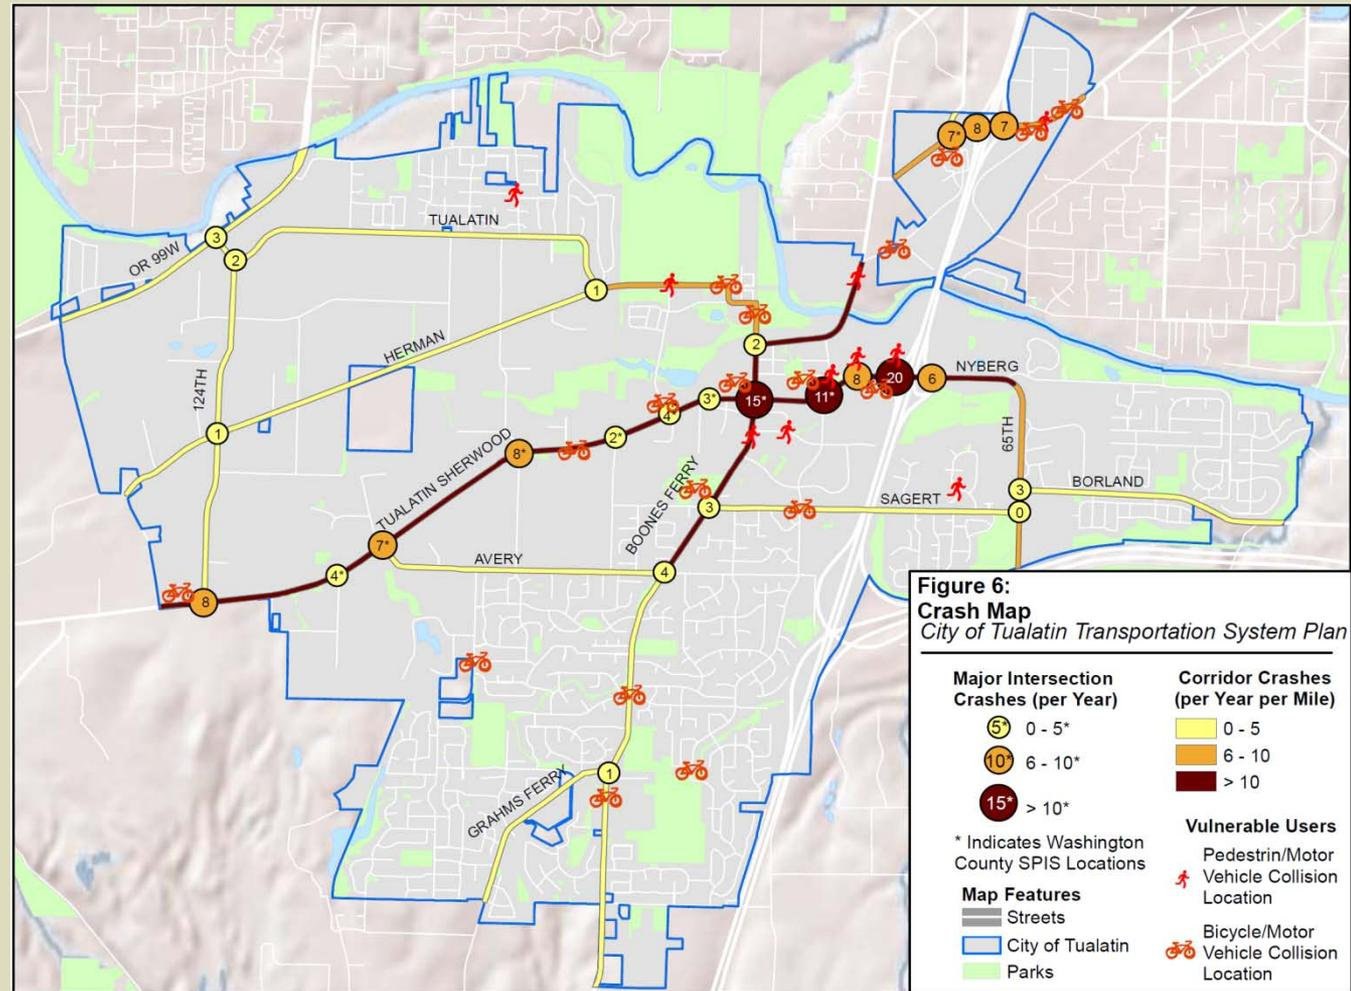 7*
8
7
TUALATIN
OR 99W
3
2
1
HERMAN
124TH
1
2
NYBERG
8
20
6
15*
11*
3*
4*
2*
8*
65TH
TUALATIN SHERWOOD
BOONES FERRY
3
SAGERT
3
0
BORLAND
7*
4*
8
AVERY
4
1
GRAHMS FERRY
Figure 6:
Crash Map
City of Tualatin Transportation System Plan
Major Intersection
Crashes (per Year)
5* 0 - 5*
10* 6 - 10*
15* > 10*
* Indicates Washington
County SPIS Locations
Map Features
Streets
City of Tualatin
Parks
Corridor Crashes
(per Year per Mile)
0 - 5
6 - 10
> 10
Vulnerable Users
Pedestrin/Motor
Vehicle Collision
Location
Bicycle/Motor
Vehicle Collision
Location